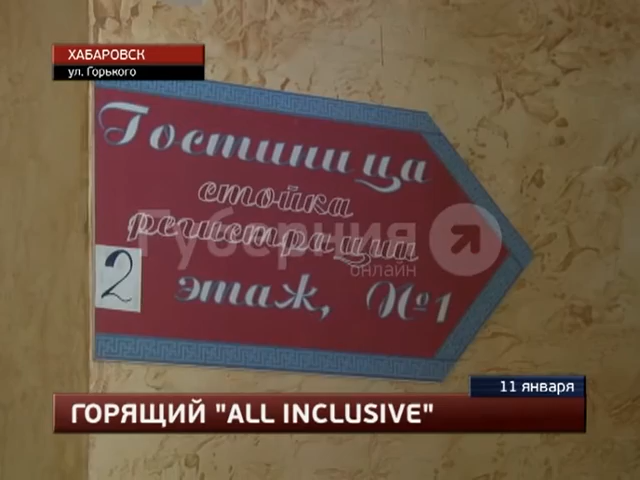 ХАБАРОВСК
ул. Горького
Гостиница
стойка
регистрации
Губерния
онлайн
2 этаж, №1
11 января
ГОРЯЩИЙ "ALL INCLUSIVE"